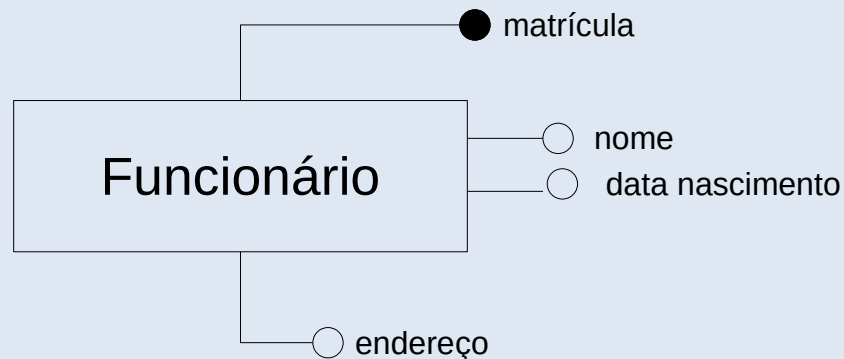 matrícula
nome
Funcionário
data nascimento
endereço